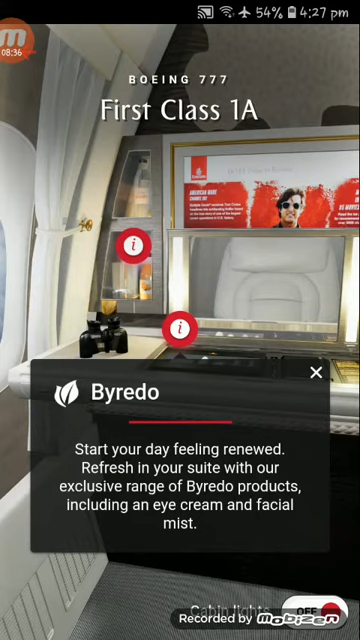 54% 4:27 pm
08:36
BOEING 777
First Class 1A
Emirates
AMERICAN MADE
i
i
Byredo
Start your day feeling renewed.
Refresh in your suite with our
exclusive range of Byredo products,
including an eye cream and facial
mist.
Cabin lights OFF
Recorded by Mobizen